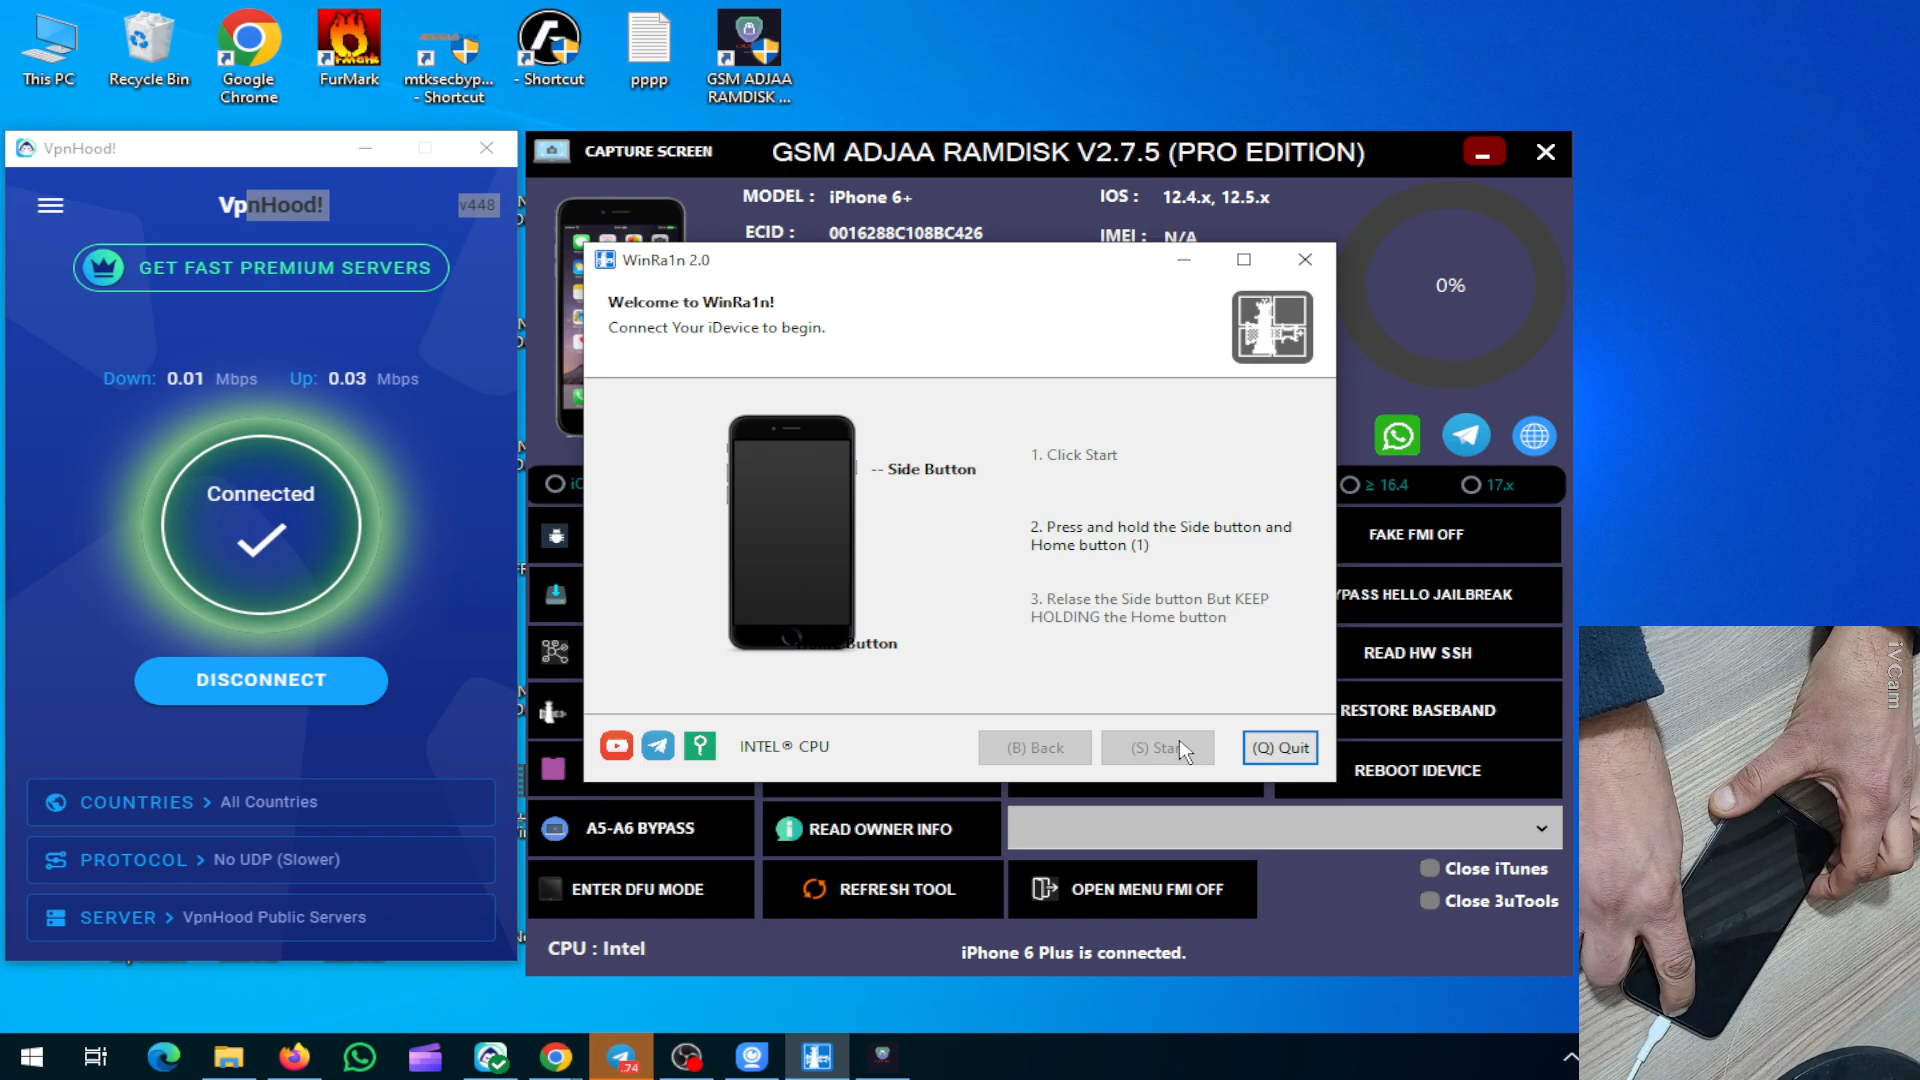 This PC
Recycle Bin
Google
Chrome
FurMark
mtksecbyp...
- Shortcut
- Shortcut
pppp
GSM ADJAA
RAMDISK ...
VpnHood!
VpnHood!
v448
GET FAST PREMIUM SERVERS
Down: 0.01 Mbps Up: 0.03 Mbps
Connected
DISCONNECT
COUNTRIES > All Countries
PROTOCOL > No UDP (Slower)
SERVER > VpnHood Public Servers
CAPTURE SCREEN
GSM ADJAA RAMDISK V2.7.5 (PRO EDITION)
MODEL : iPhone 6+
IOS : 12.4.x, 12.5.x
ECID : 0016288C108BC426
IMEI : N/A
0%
≥ 16.4
17.x
FAKE FMI OFF
YPASS HELLO JAILBREAK
READ HW SSH
RESTORE BASEBAND
REBOOT IDEVICE
WinRa1n 2.0
Welcome to WinRa1n!
Connect Your iDevice to begin.
-- Side Button
Button
1. Click Start
2. Press and hold the Side button and
Home button (1)
3. Relase the Side button But KEEP
HOLDING the Home button
INTEL® CPU
(B) Back
(S) Sta
(Q) Quit
A5-A6 BYPASS
READ OWNER INFO
ENTER DFU MODE
REFRESH TOOL
OPEN MENU FMI OFF
Close iTunes
Close 3uTools
CPU : Intel
iPhone 6 Plus is connected.
iVCam
..74